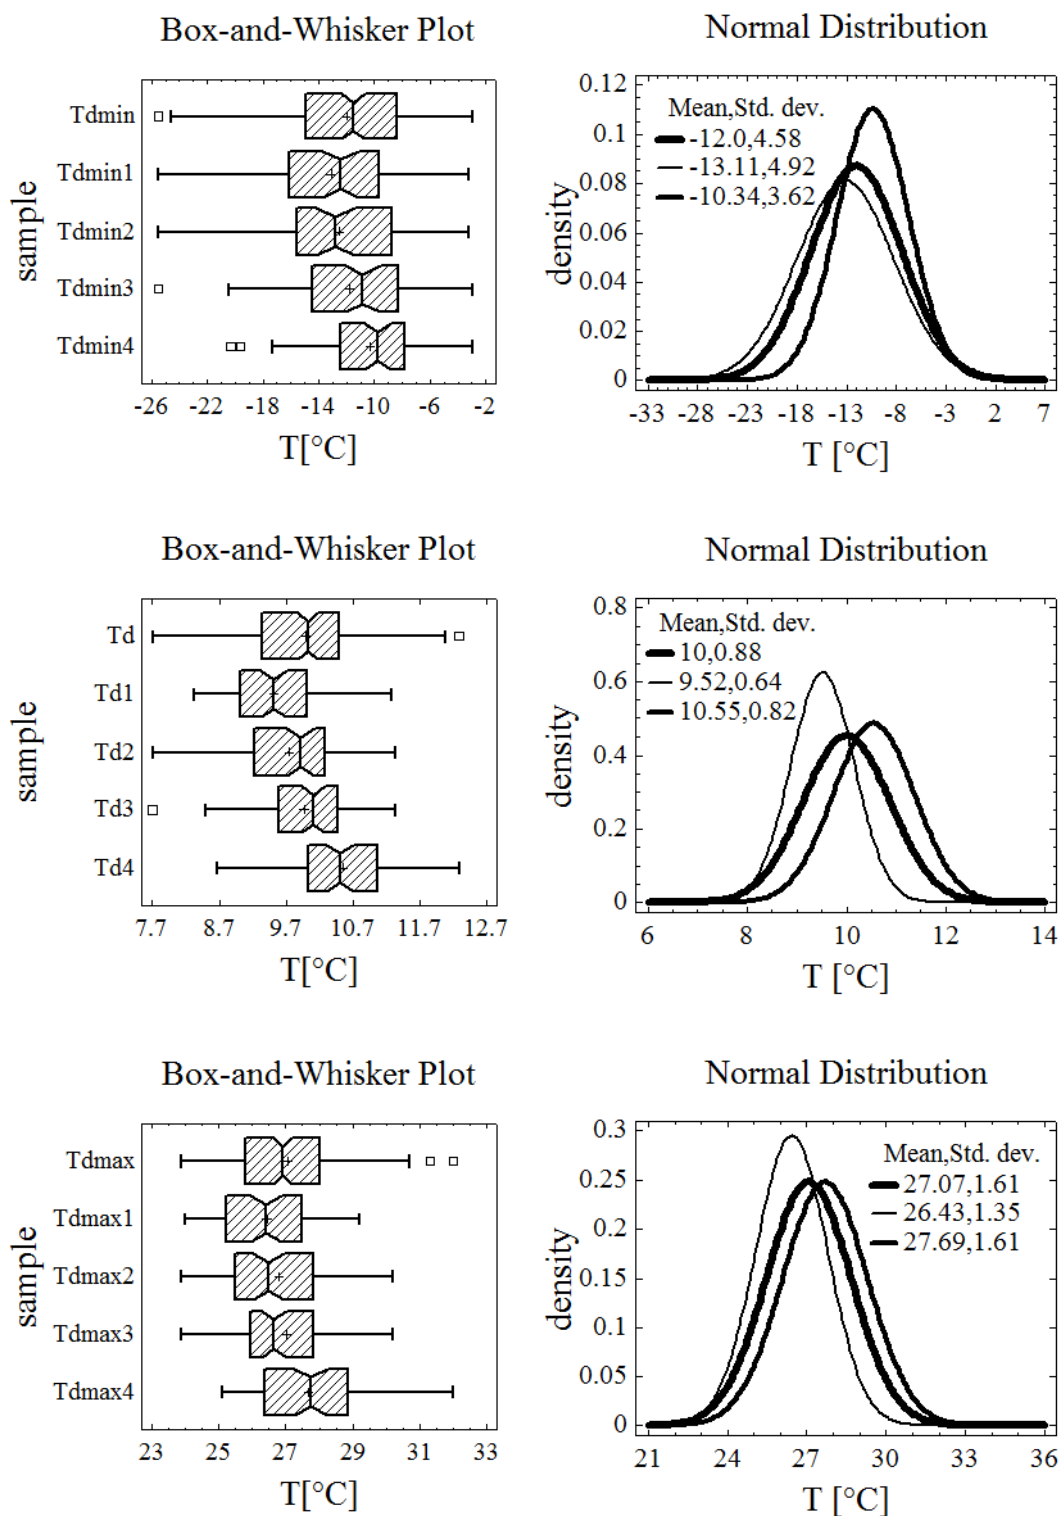 Box-and-Whisker Plot
sample
Tdmin
Tdmin1
Tdmin2
Tdmin3
Tdmin4
-26 -22 -18 -14 -10 -6 -2
T[°C]
Normal Distribution
density
0.12
0.1
0.08
0.06
0.04
0.02
0
Mean,Std. dev.
-12.0,4.58
-13.11,4.92
-10.34,3.62
-33 -28 -23 -18 -13 -8 -3 2 7
T [°C]
Box-and-Whisker Plot
sample
Td
Td1
Td2
Td3
Td4
7.7 8.7 9.7 10.7 11.7 12.7
T[°C]
Normal Distribution
density
0.8
0.6
0.4
0.2
0
Mean,Std. dev.
10,0.88
9.52,0.64
10.55,0.82
6 8 10 12 14
T [°C]
Box-and-Whisker Plot
sample
Tdmax
Tdmax1
Tdmax2
Tdmax3
Tdmax4
23 25 27 29 31 33
T[°C]
Normal Distribution
density
0.3
0.25
0.2
0.15
0.1
0.05
0
Mean,Std. dev.
27.07,1.61
26.43,1.35
27.69,1.61
21 24 27 30 33 36
T [°C]